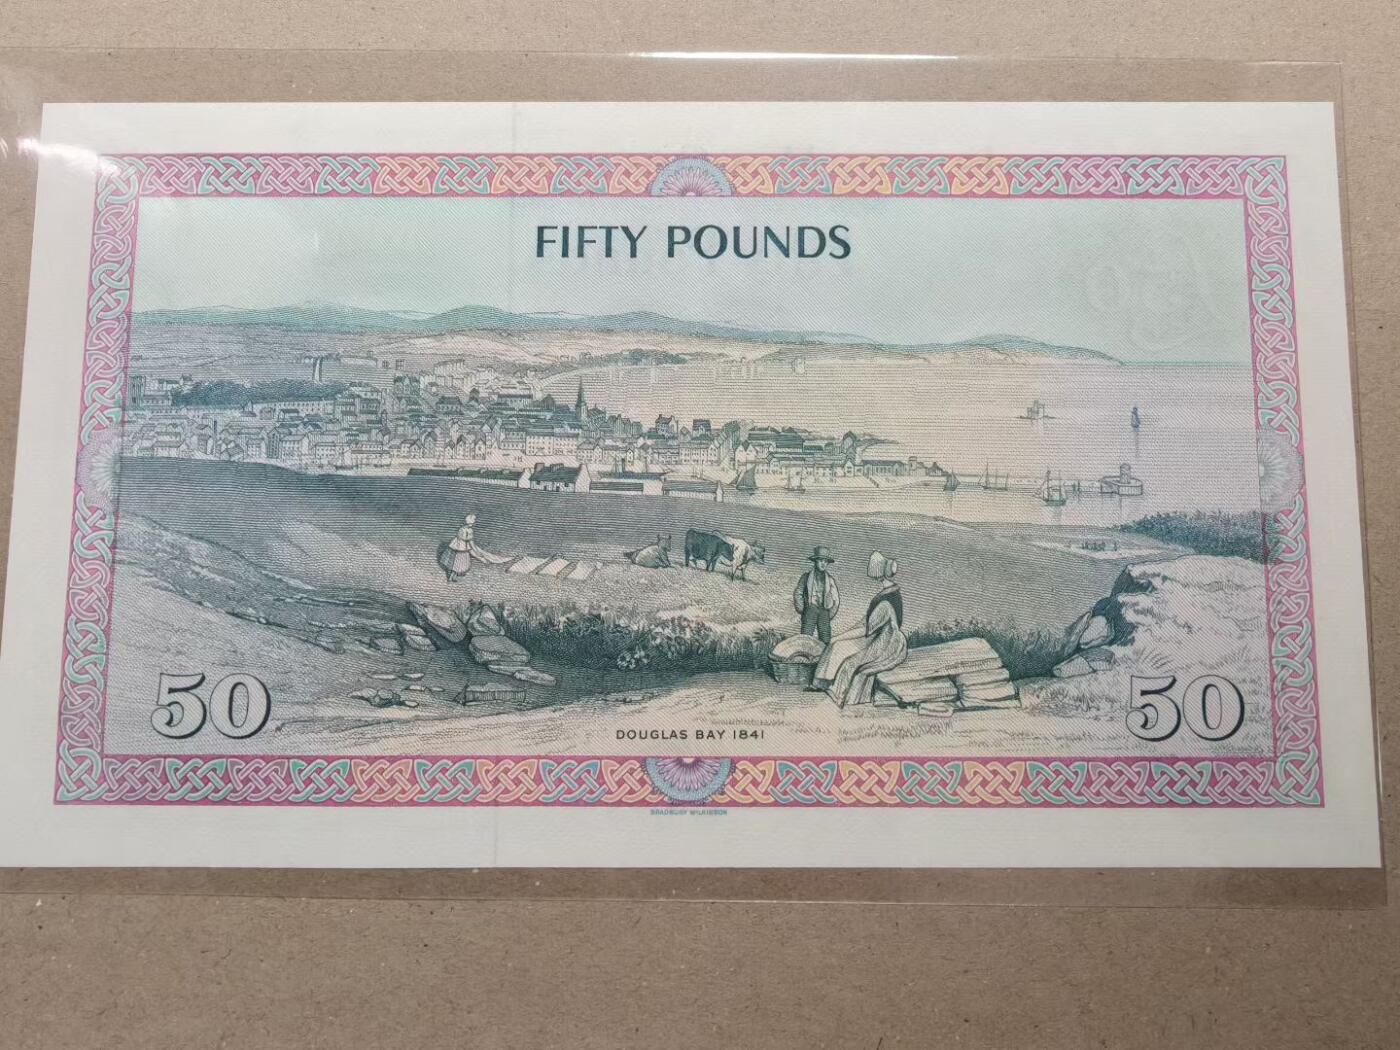 FIFTY POUNDS
50
50
DOUGLAS BAY 1841
BRADBURY WILKINSON